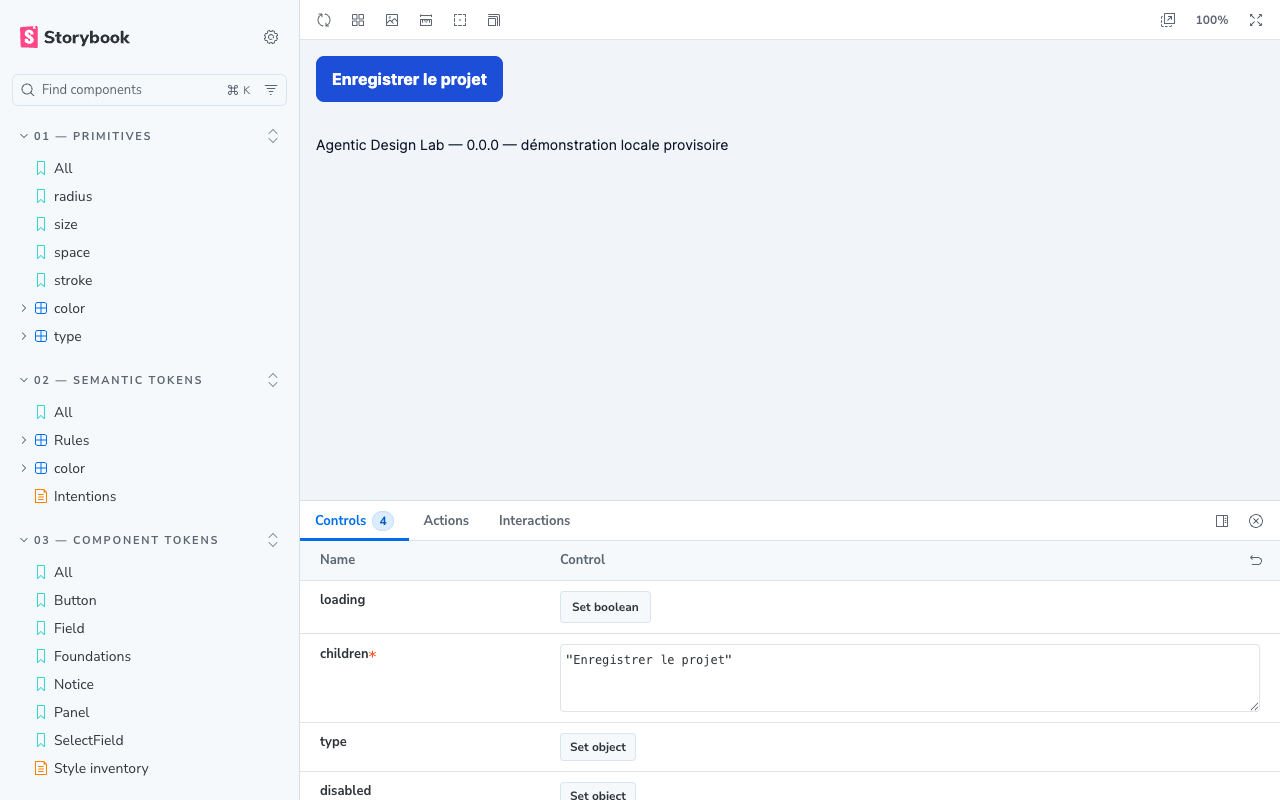 Storybook
Find components
⌘ K
01 — PRIMITIVES
All
radius
size
space
stroke
color
type
02 — SEMANTIC TOKENS
All
Rules
color
Intentions
03 — COMPONENT TOKENS
All
Button
Field
Foundations
Notice
Panel
SelectField
Style inventory
100%
Enregistrer le projet
Agentic Design Lab — 0.0.0 — démonstration locale provisoire
Controls 4 Actions Interactions
Name Control
loading Set boolean
children* "Enregistrer le projet"
type Set object
disabled Set object